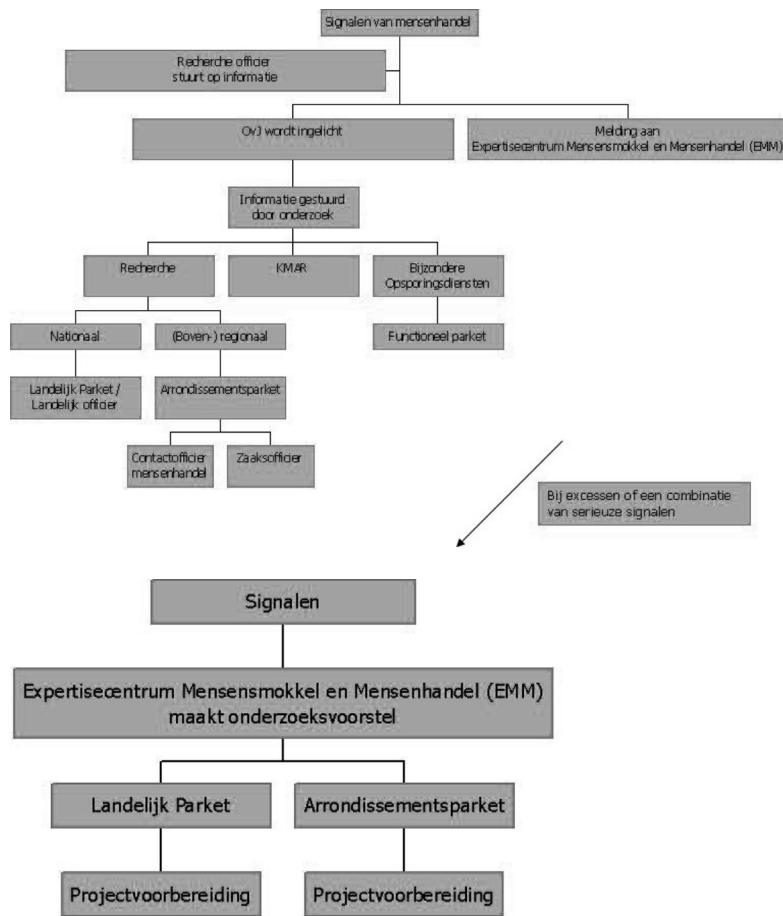 Signalen van mensenhandel
Recherche officier
stuurt op informatie
OvJ wordt ingelicht
Melding aan
Expertisecentrum Mensensmokkel en Mensenhandel (EMM)
Informatie gestuurd
door onderzoek
Recherche
KMAR
Bijzondere
Opsporingsdiensten
Nationaal
(Boven-) regionaal
Functioneel parket
Landelijk Parket /
Landelijk officier
Arrondissementsparket
Contactofficier
mensenhandel
Zaaksofficier
Bij excessen of een combinatie
van serieuze signalen
Signalen
Expertisecentrum Mensensmokkel en Mensenhandel (EMM)
maakt onderzoeksvoorstel
Landelijk Parket
Arrondissementsparket
Projectvoorbereiding
Projectvoorbereiding